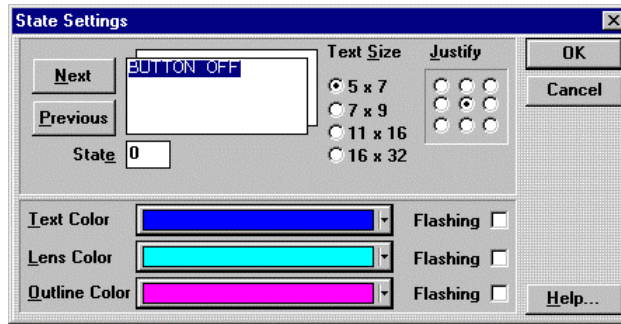 State Settings
Next
Previous
State 0
BUTTON OFF
Text Size
5 x 7
7 x 9
11 x 16
16 x 32
Justify
OK
Cancel
Text Color
Flashing
Lens Color
Flashing
Outline Color
Flashing
Help...